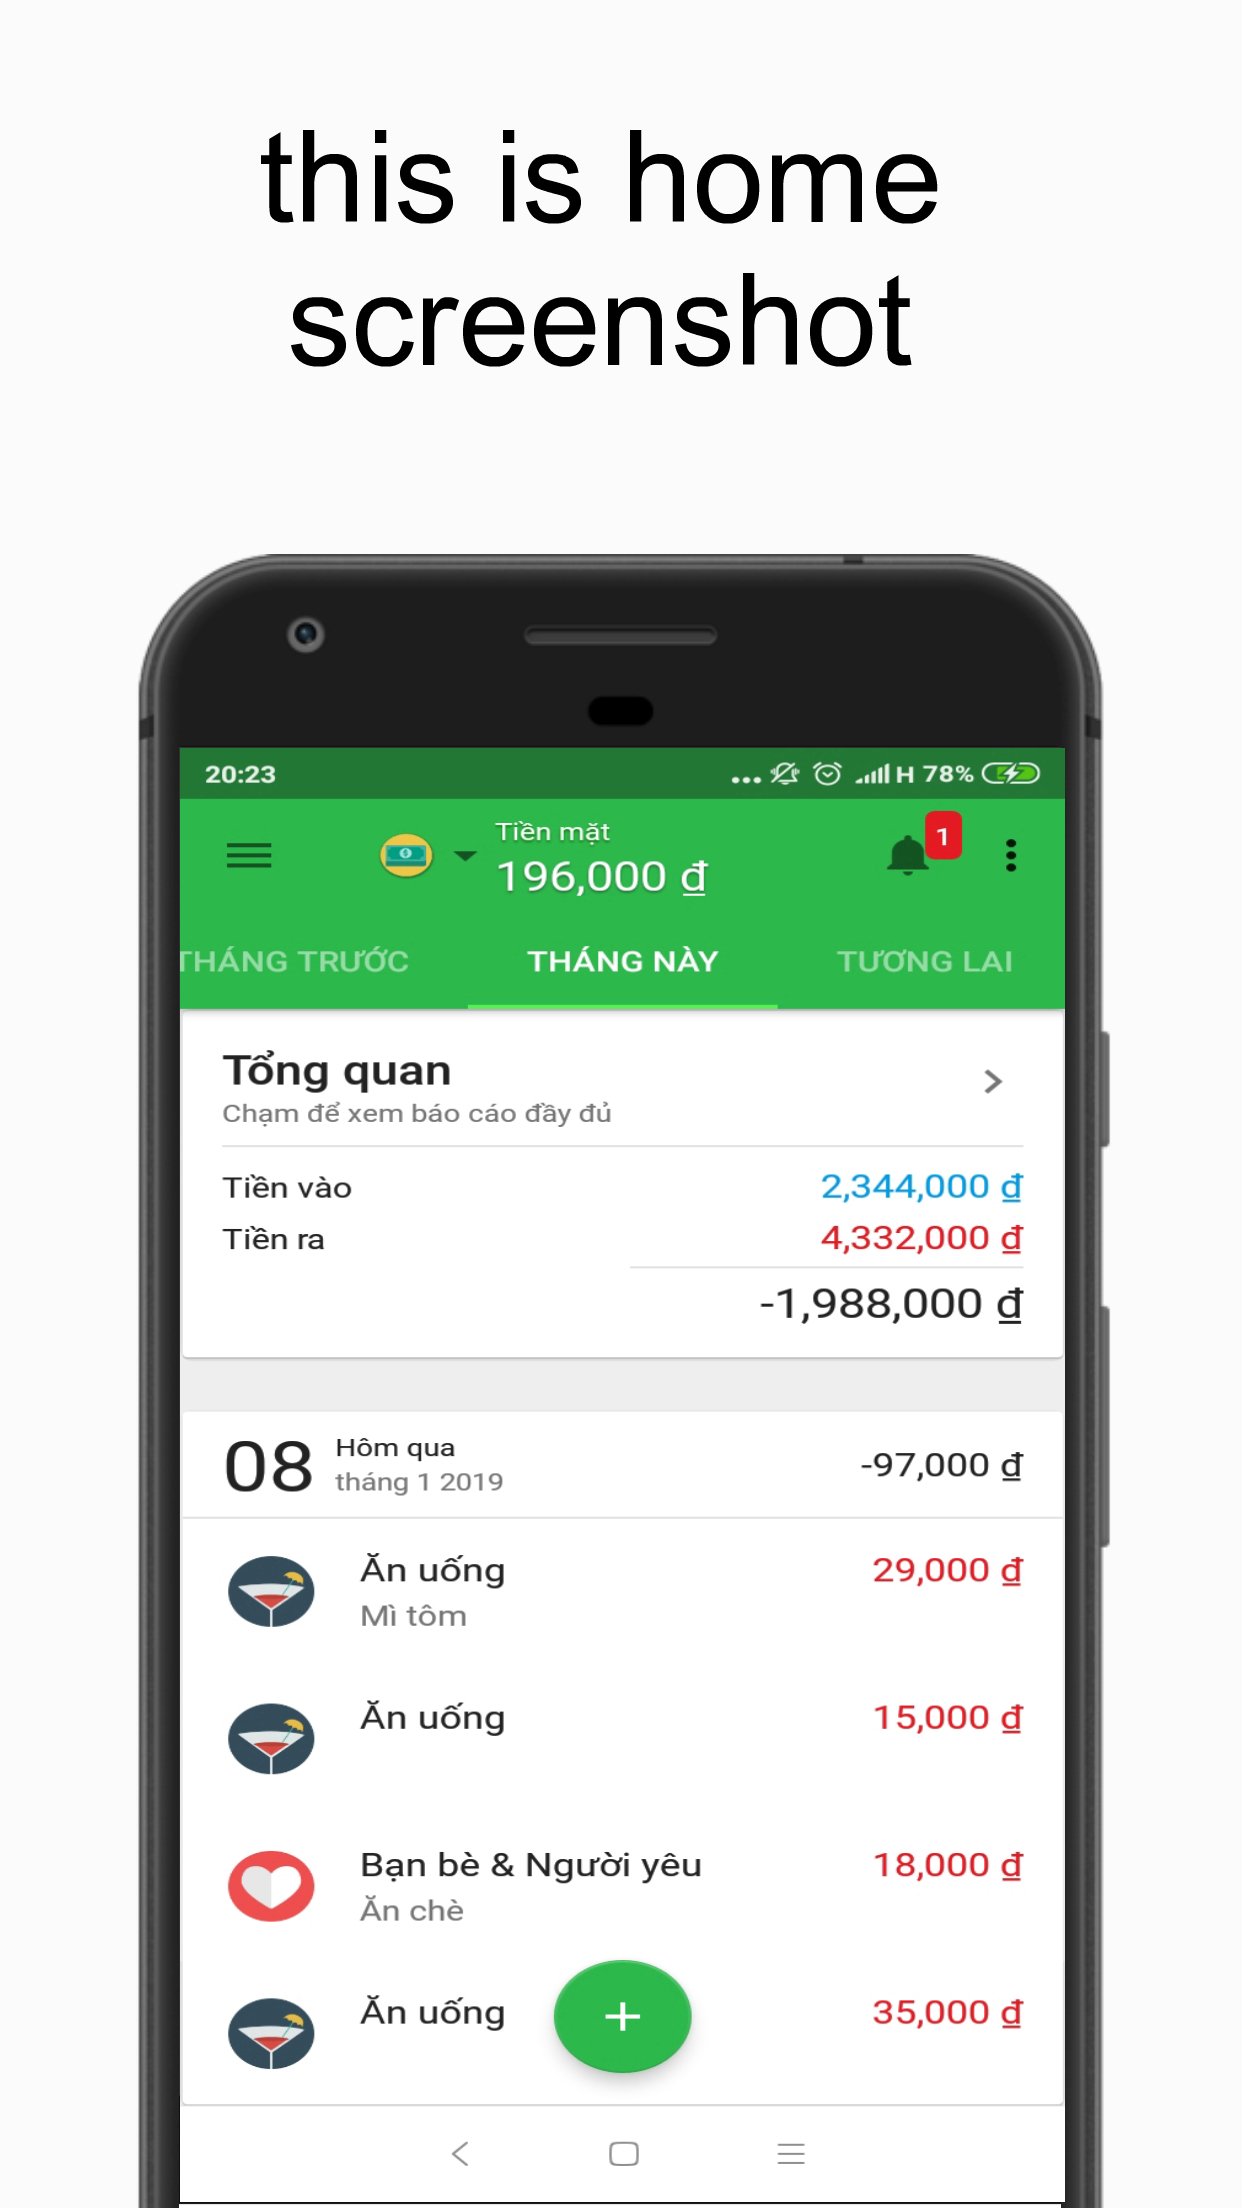 this is home
screenshot
20:23
... H 78%
Tiền mặt
196,000 ₫
1
THÁNG TRƯỚC THÁNG NÀY TƯƠNG LAI
Tổng quan
Chạm để xem báo cáo đầy đủ
Tiền vào 2,344,000 ₫
Tiền ra 4,332,000 ₫
-1,988,000 ₫
08 Hôm qua -97,000 ₫
tháng 1 2019
Ăn uống 29,000 ₫
Mì tôm
Ăn uống 15,000 ₫
Bạn bè & Người yêu 18,000 ₫
Ăn chè
Ăn uống 35,000 ₫